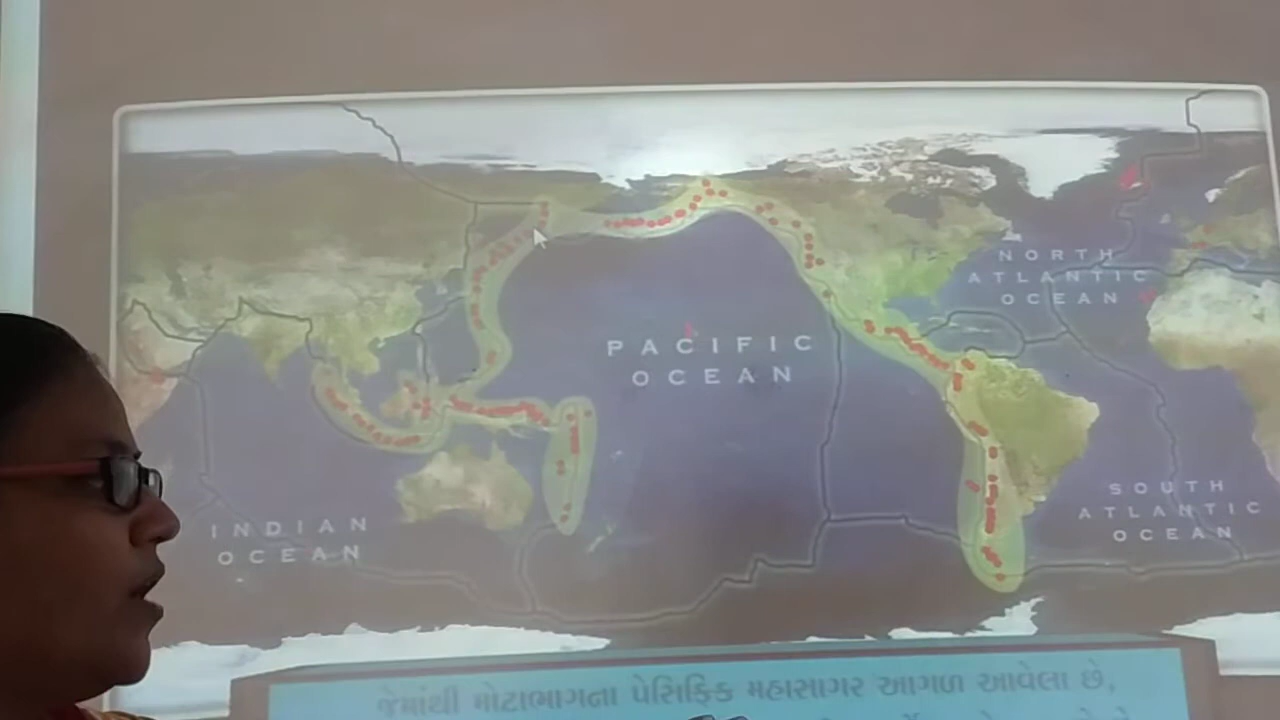 NORTH
ATLANTIC
OCEAN
PACIFIC
OCEAN
INDIAN
OCEAN
SOUTH
ATLANTIC
OCEAN
જેમાંથી મોટાભાગના પેસિફિક મહાસાગર આગળ આવેલા છે,